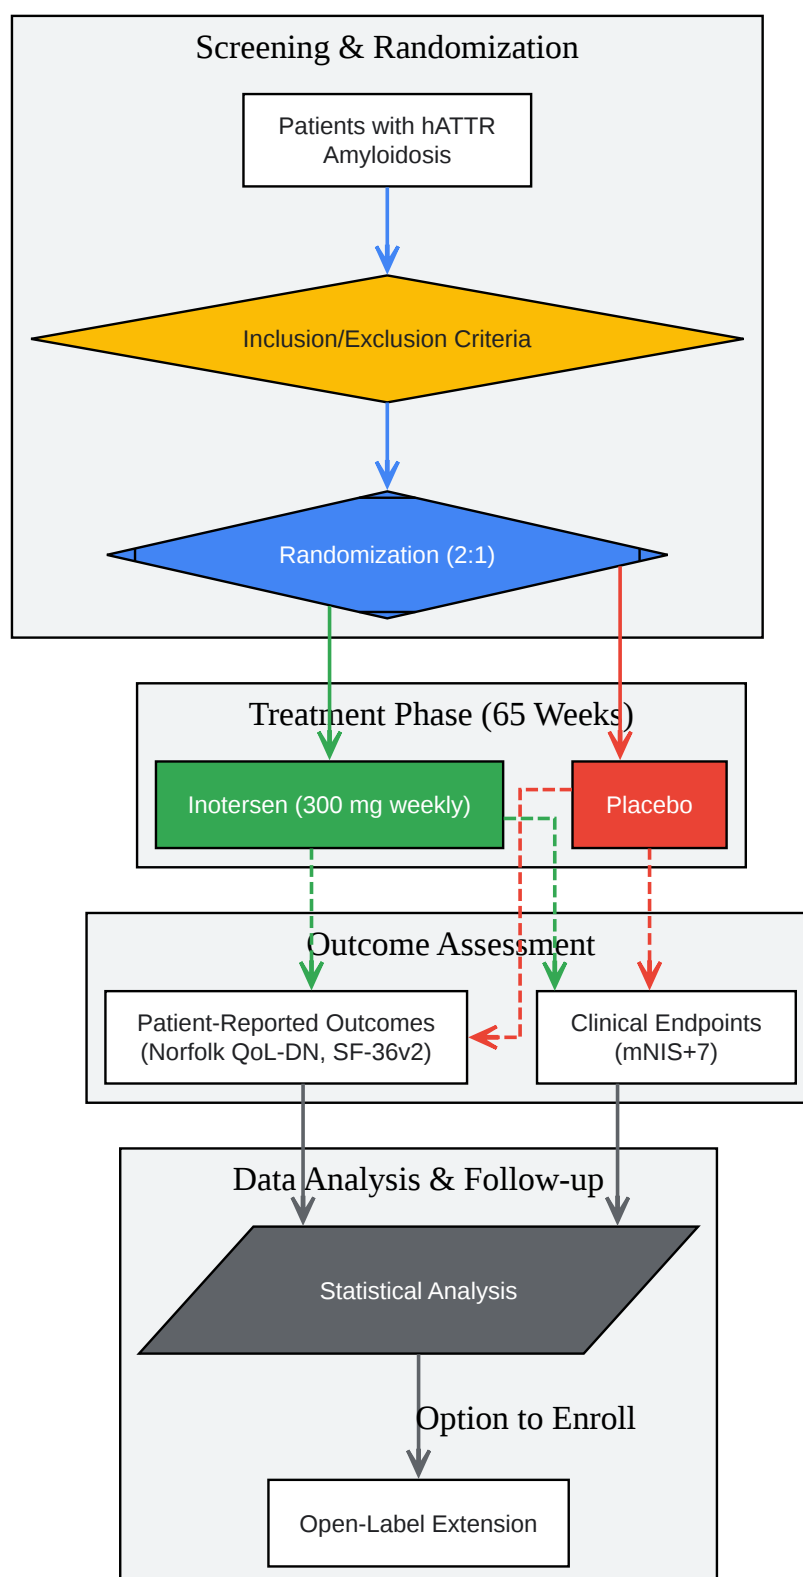 Screening & Randomization
Patients with hATTR
Amyloidosis
Inclusion/Exclusion Criteria
Randomization (2:1)
Treatment Phase (65 Weeks)
Inotersen (300 mg weekly)
Placebo
Outcome Assessment
Patient-Reported Outcomes
(Norfolk QoL-DN, SF-36v2)
Clinical Endpoints
(mNIS+7)
Data Analysis & Follow-up
Statistical Analysis
Option to Enroll
Open-Label Extension